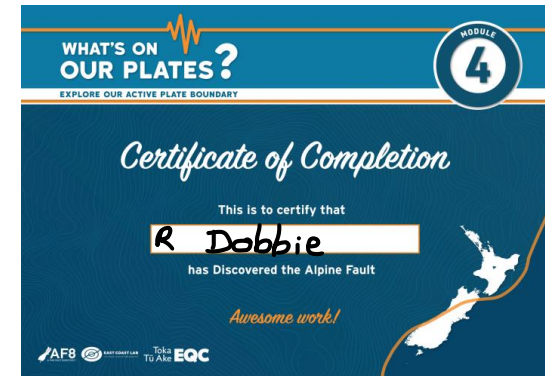 WHAT'S ON
OUR PLATES?
EXPLORE OUR ACTIVE PLATE BOUNDARY
MODULE
4
Certificate of Completion
This is to certify that
R Dobbie
has Discovered the Alpine Fault
Awesome work!
AF8 EAST COAST LAB Toka Tū Ake EQC